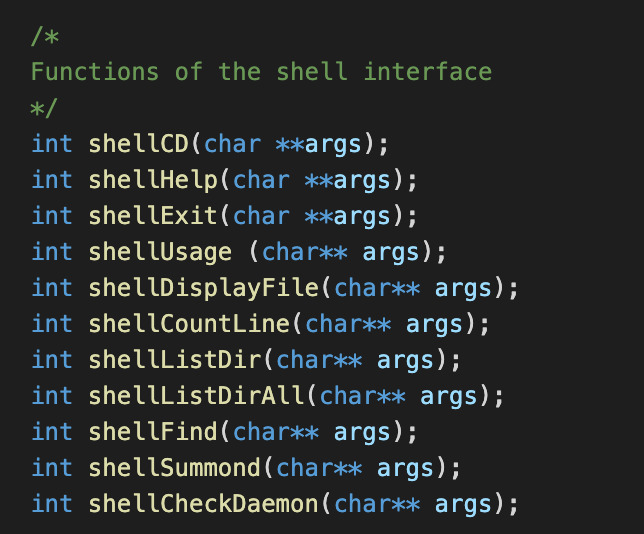 /*
Functions of the shell interface
*/
int shellCD(char **args);
int shellHelp(char **args);
int shellExit(char **args);
int shellUsage (char** args);
int shellDisplayFile(char** args);
int shellCountLine(char** args);
int shellListDir(char** args);
int shellListDirAll(char** args);
int shellFind(char** args);
int shellSummond(char** args);
int shellCheckDaemon(char** args);